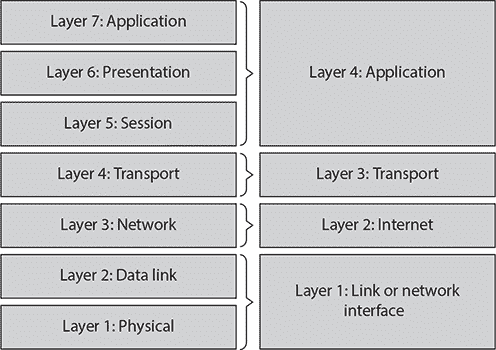 Layer 7: Application
Layer 6: Presentation
Layer 5: Session
Layer 4: Transport
Layer 3: Network
Layer 2: Data link
Layer 1: Physical
Layer 4: Application
Layer 3: Transport
Layer 2: Internet
Layer 1: Link or network
interface